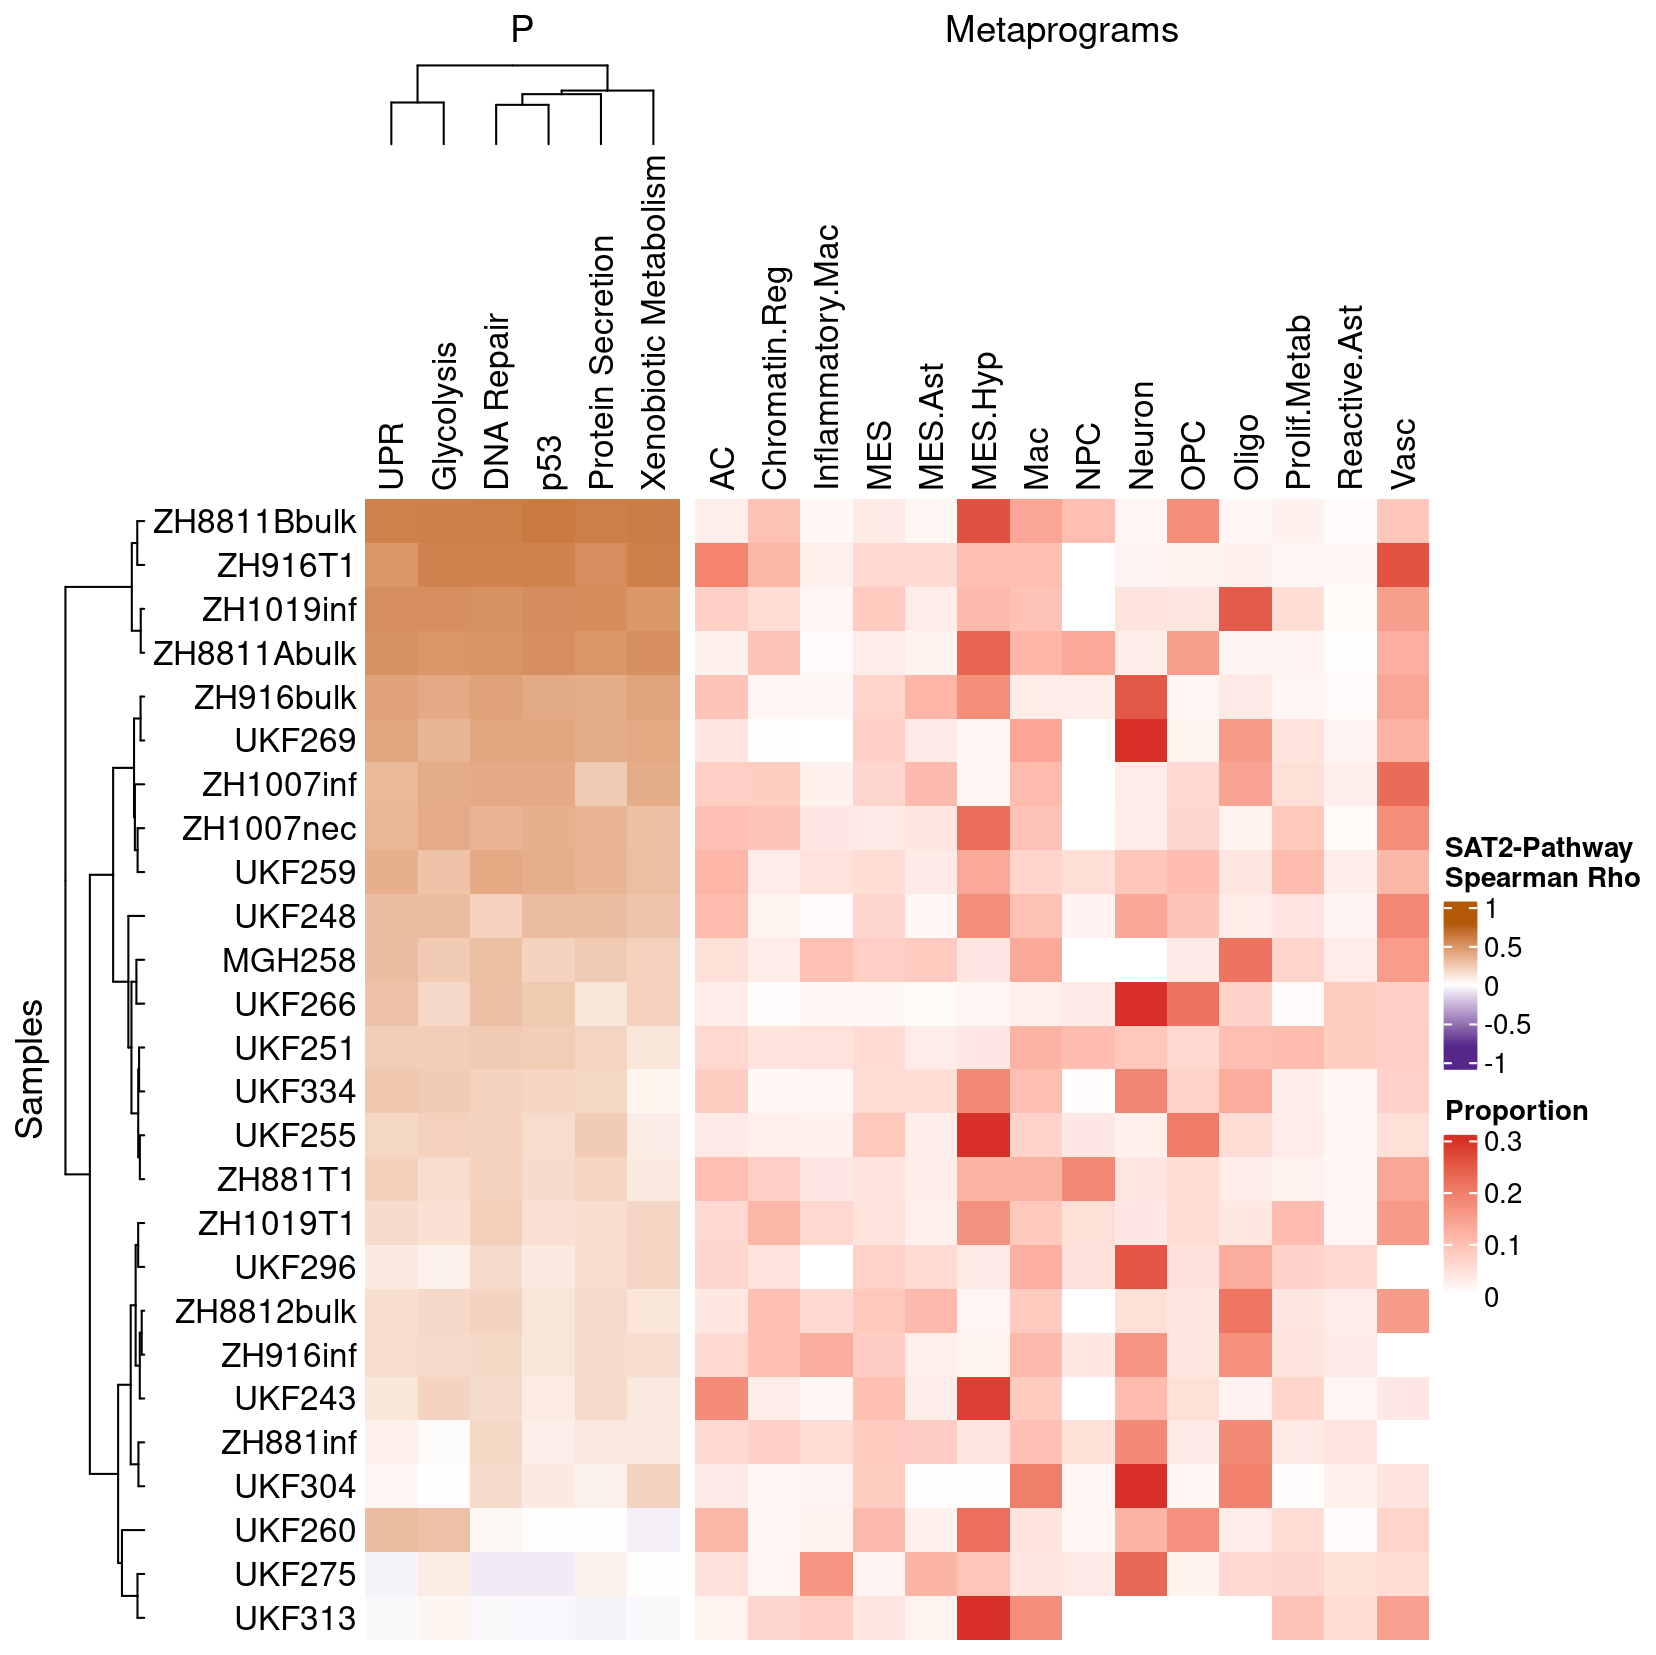 P
Metaprograms
UPR
Glycolysis
DNA Repair
p53
Protein Secretion
Xenobiotic Metabolism
AC
Chromatin.Reg
Inflammatory.Mac
MES
MES.Ast
MES.Hyp
Mac
NPC
Neuron
OPC
Oligo
Prolif.Metab
Reactive.Ast
Vasc
Samples
ZH8811Bbulk
ZH916T1
ZH1019inf
ZH8811Abulk
ZH916bulk
UKF269
ZH1007inf
ZH1007nec
UKF259
UKF248
MGH258
UKF266
UKF251
UKF334
UKF255
ZH881T1
ZH1019T1
UKF296
ZH8812bulk
ZH916inf
UKF243
ZH881inf
UKF304
UKF260
UKF275
UKF313
SAT2-Pathway
Spearman Rho
1
0.5
0
-0.5
-1
Proportion
0.3
0.2
0.1
0